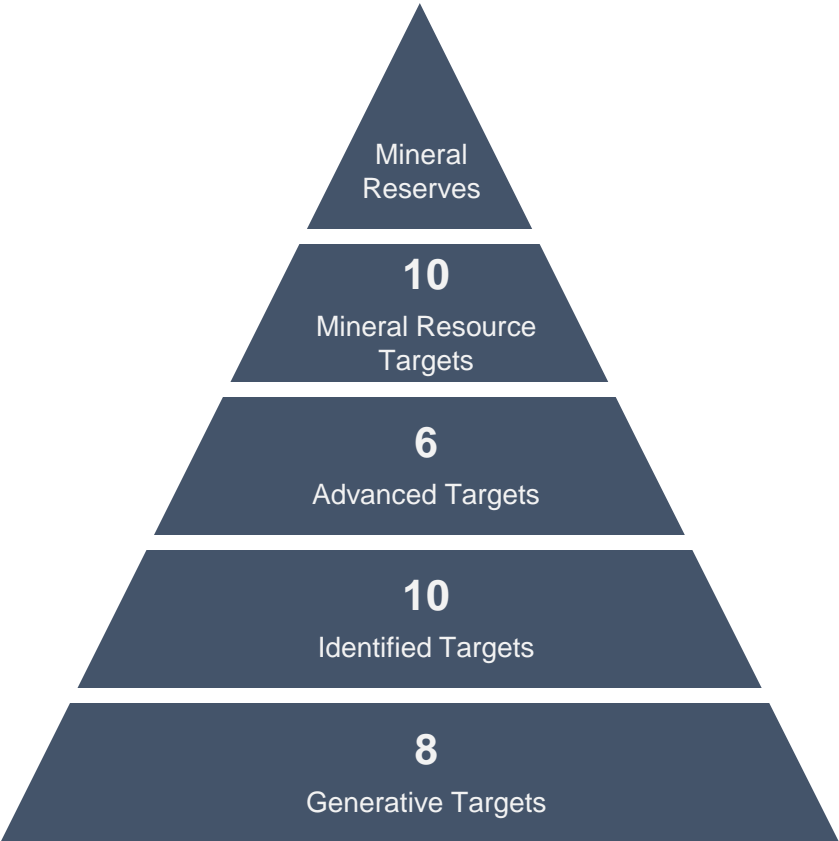 Mineral
Reserves
10
Mineral Resource
Targets
6
Advanced Targets
10
Identified Targets
8
Generative Targets